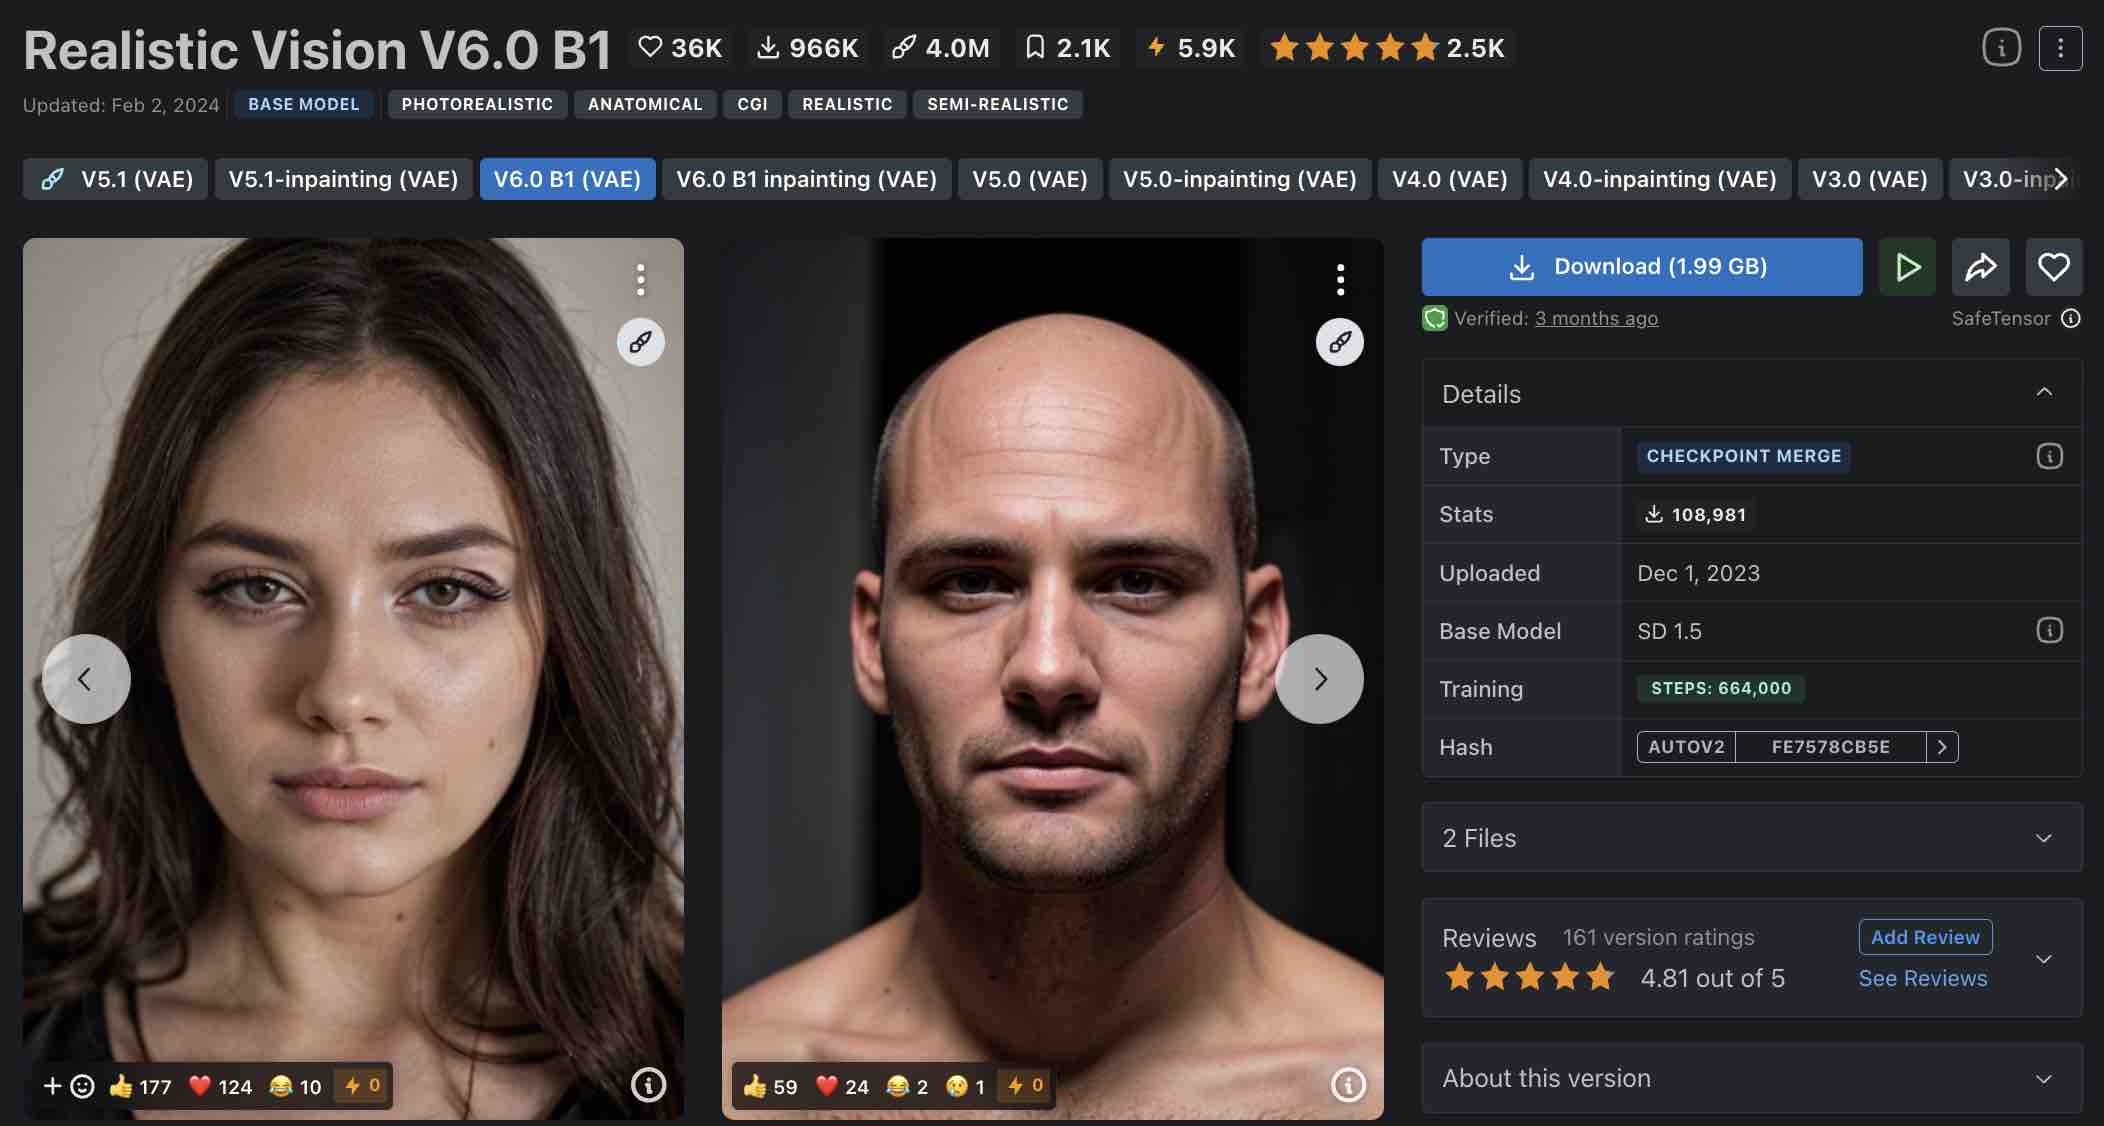 Realistic Vision V6.0 B1 36K 966K 4.0M 2.1K 5.9K 2.5K
Updated: Feb 2, 2024 BASE MODEL PHOTOREALISTIC ANATOMICAL CGI REALISTIC SEMI-REALISTIC
V5.1 (VAE) V5.1-inpainting (VAE) V6.0 B1 (VAE) V6.0 B1 inpainting (VAE) V5.0 (VAE) V5.0-inpainting (VAE) V4.0 (VAE) V4.0-inpainting (VAE) V3.0 (VAE) V3.0-inpai
177 124 10 0
59 24 2 1 0
Download (1.99 GB)
Verified: 3 months ago SafeTensor
Details
Type CHECKPOINT MERGE
Stats 108,981
Uploaded Dec 1, 2023
Base Model SD 1.5
Training STEPS: 664,000
Hash AUTOV2 FE7578CB5E
2 Files
Reviews 161 version ratings Add Review
4.81 out of 5 See Reviews
About this version